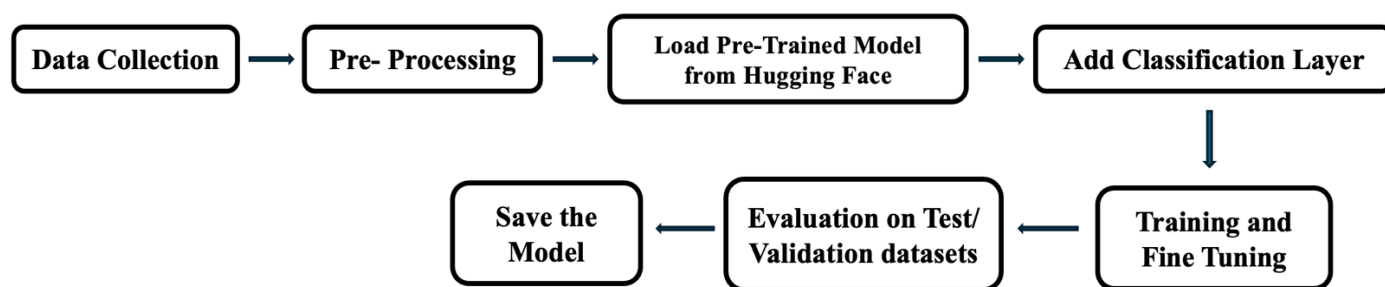 Data Collection
Pre- Processing
Load Pre-Trained Model
from Hugging Face
Add Classification Layer
Training and
Fine Tuning
Evaluation on Test/
Validation datasets
Save the
Model